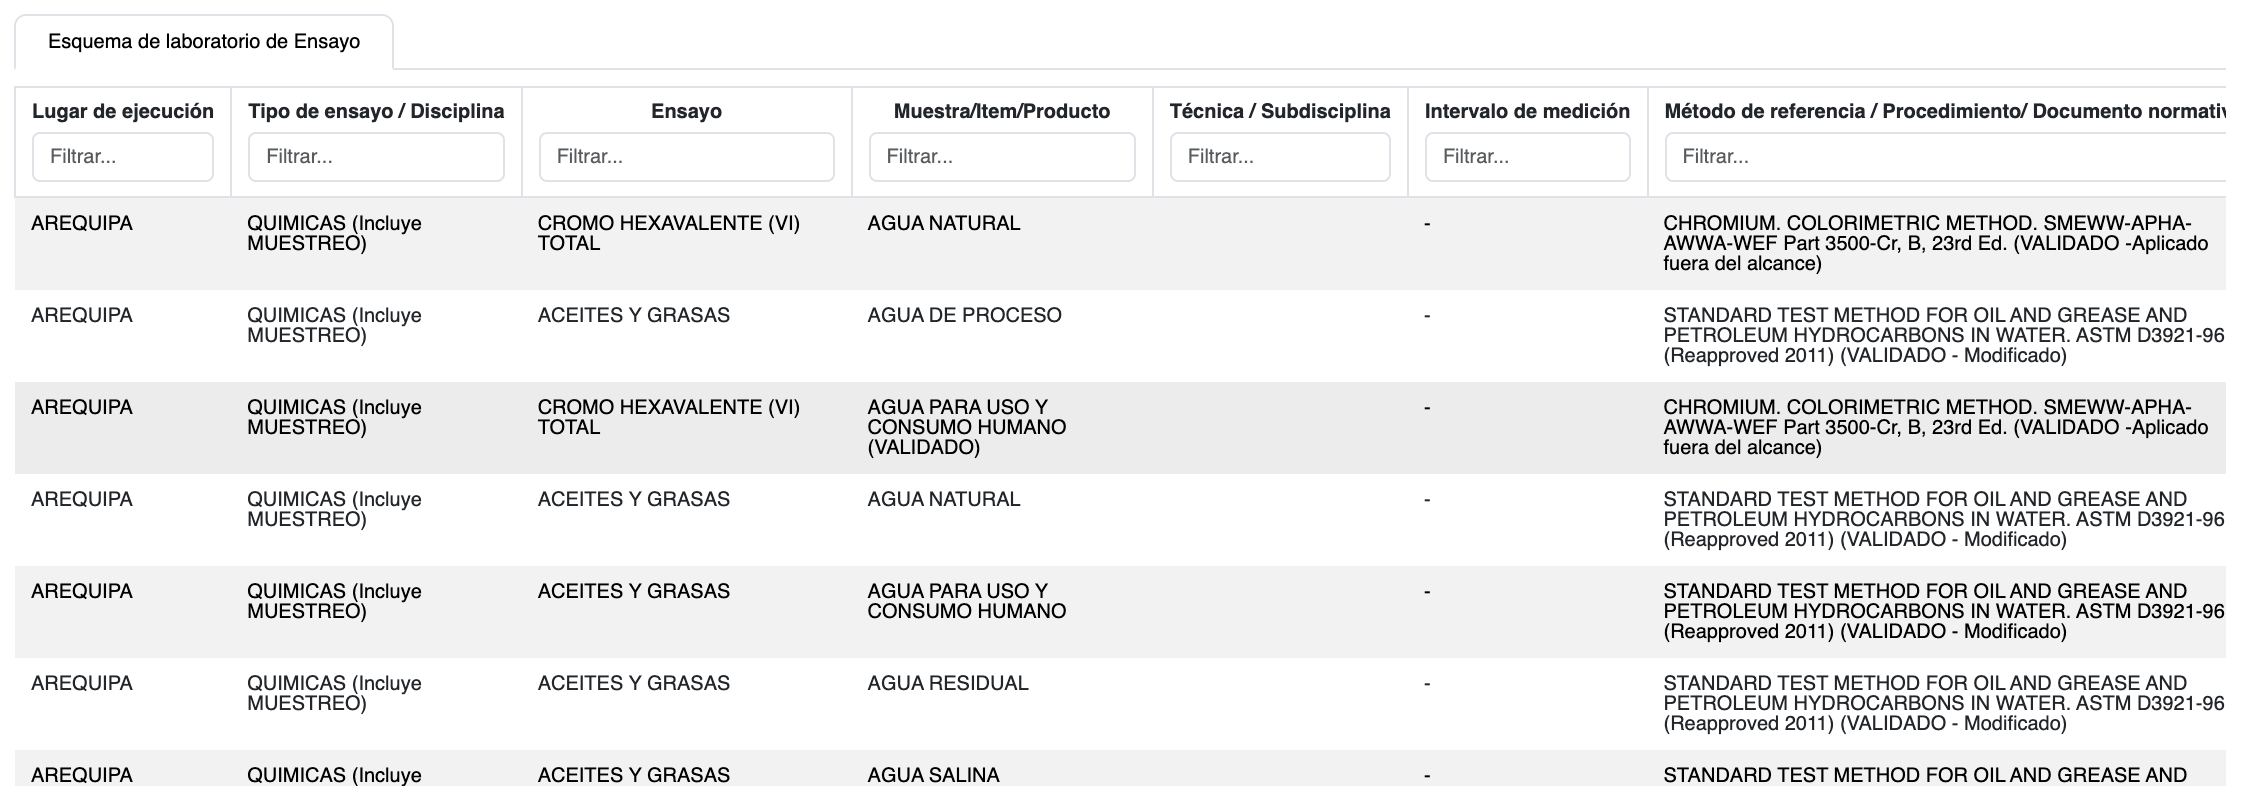 Esquema de laboratorio de Ensayo
Lugar de ejecución Tipo de ensayo / Disciplina Ensayo Muestra/Item/Producto Técnica / Subdisciplina Intervalo de medición Método de referencia / Procedimiento/ Documento normativ
Filtrar... Filtrar... Filtrar... Filtrar... Filtrar... Filtrar... Filtrar...
AREQUIPA QUIMICAS (Incluye CROMO HEXAVALENTE (VI) AGUA NATURAL - CHROMIUM. COLORIMETRIC METHOD. SMEWW-APHA-
MUESTREO) TOTAL AWWA-WEF Part 3500-Cr, B, 23rd Ed. (VALIDADO -Aplicado
fuera del alcance)
AREQUIPA QUIMICAS (Incluye ACEITES Y GRASAS AGUA DE PROCESO - STANDARD TEST METHOD FOR OIL AND GREASE AND
MUESTREO) PETROLEUM HYDROCARBONS IN WATER. ASTM D3921-96
(Reapproved 2011) (VALIDADO - Modificado)
AREQUIPA QUIMICAS (Incluye CROMO HEXAVALENTE (VI) AGUA PARA USO Y - CHROMIUM. COLORIMETRIC METHOD. SMEWW-APHA-
MUESTREO) TOTAL CONSUMO HUMANO AWWA-WEF Part 3500-Cr, B, 23rd Ed. (VALIDADO -Aplicado
(VALIDADO) fuera del alcance)
AREQUIPA QUIMICAS (Incluye ACEITES Y GRASAS AGUA NATURAL - STANDARD TEST METHOD FOR OIL AND GREASE AND
MUESTREO) PETROLEUM HYDROCARBONS IN WATER. ASTM D3921-96
(Reapproved 2011) (VALIDADO - Modificado)
AREQUIPA QUIMICAS (Incluye ACEITES Y GRASAS AGUA PARA USO Y - STANDARD TEST METHOD FOR OIL AND GREASE AND
MUESTREO) CONSUMO HUMANO PETROLEUM HYDROCARBONS IN WATER. ASTM D3921-96
(Reapproved 2011) (VALIDADO - Modificado)
AREQUIPA QUIMICAS (Incluye ACEITES Y GRASAS AGUA RESIDUAL - STANDARD TEST METHOD FOR OIL AND GREASE AND
MUESTREO) PETROLEUM HYDROCARBONS IN WATER. ASTM D3921-96
(Reapproved 2011) (VALIDADO - Modificado)
AREQUIPA QUIMICAS (Incluye ACEITES Y GRASAS AGUA SALINA - STANDARD TEST METHOD FOR OIL AND GREASE AND